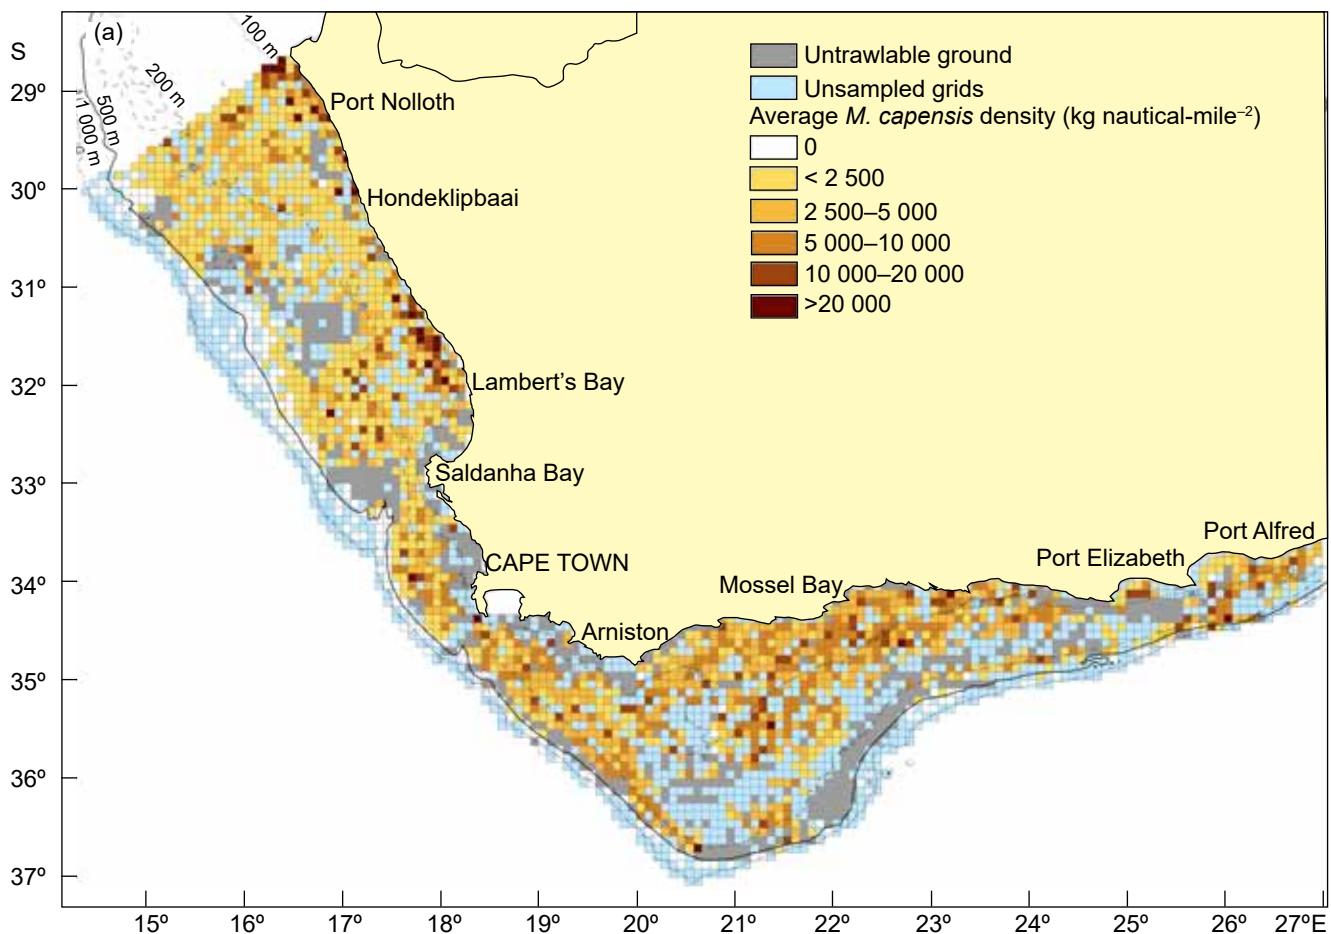 (a)
S
100 m
200 m
500 m
1 000 m
Untrawlable ground
Unsampled grids
Average M. capensis density (kg nautical-mile⁻²)
0
< 2 500
2 500–5 000
5 000–10 000
10 000–20 000
>20 000
Port Nolloth
Hondeklipbaai
Lambert's Bay
Saldanha Bay
CAPE TOWN
Arniston
Mossel Bay
Port Elizabeth
Port Alfred
29º
30º
31º
32º
33º
34º
35º
36º
37º
15º 16º 17º 18º 19º 20º 21º 22º 23º 24º 25º 26º 27ºE